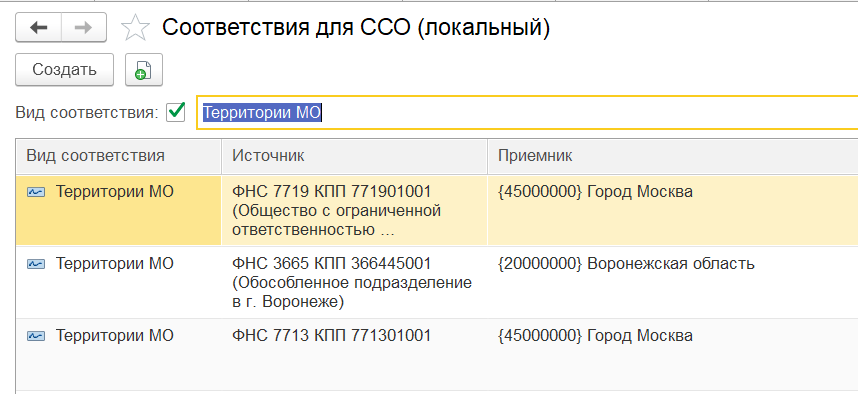 Соответствия для ССО (локальный)
Создать
Вид соответствия: Территории МО
Вид соответствия Источник Приемник
Территории МО ФНС 7719 КПП 771901001 {45000000} Город Москва
(Общество с ограниченной
ответственностью ...
Территории МО ФНС 3665 КПП 366445001 {20000000} Воронежская область
(Обособленное подразделение
в г. Воронеже)
Территории МО ФНС 7713 КПП 771301001 {45000000} Город Москва